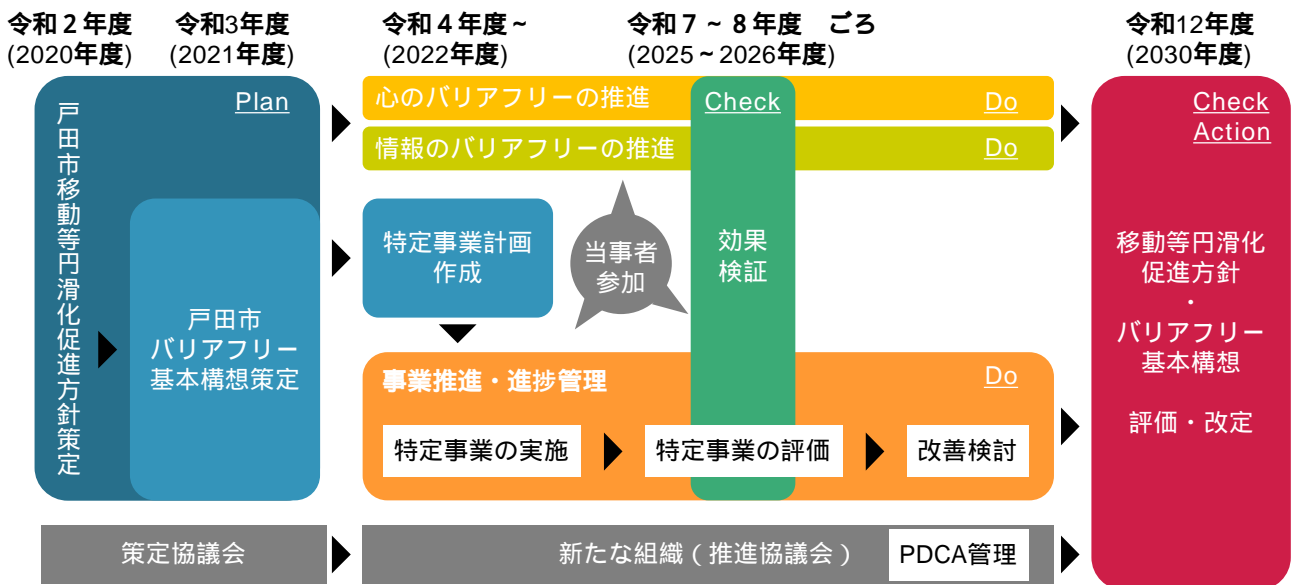 令和２年度
(2020年度)
令和3年度
(2021年度)
令和４年度～
(2022年度)
令和７～８年度　ごろ
(2025～2026年度)
令和12年度
(2030年度)
Plan
戸田市移動等円滑化促進方針策定
戸田市
バリアフリー
基本構想策定
心のバリアフリーの推進
Do
情報のバリアフリーの推進
Do
Check
効果
検証
特定事業計画
作成
当事者
参加
事業推進・進捗管理
Do
特定事業の実施
特定事業の評価
改善検討
Check
Action
移動等円滑化
促進方針
・
バリアフリー
基本構想
評価・改定
策定協議会
新たな組織（推進協議会）
PDCA管理